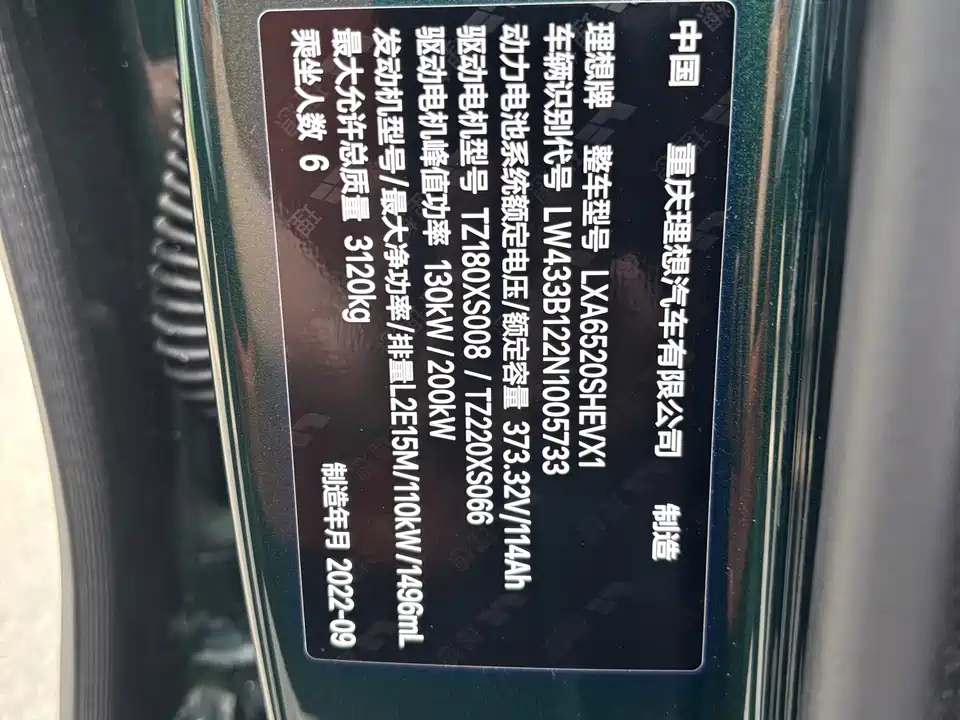 中国 重庆理想汽车有限公司 制造
理想牌 整车型号 LXA6520SHEVX1
车辆识别代号 LW433B122N1005733
动力电池系统额定电压/额定容量 373.32V/114Ah
驱动电机型号 TZ180XS008 / TZ220XS066
驱动电机峰值功率 130kW/200kW
发动机型号/最大净功率/排量L2E15M/110kW/1496mL
最大允许总质量 3120kg
乘坐人数 6 制造年月 2022-09